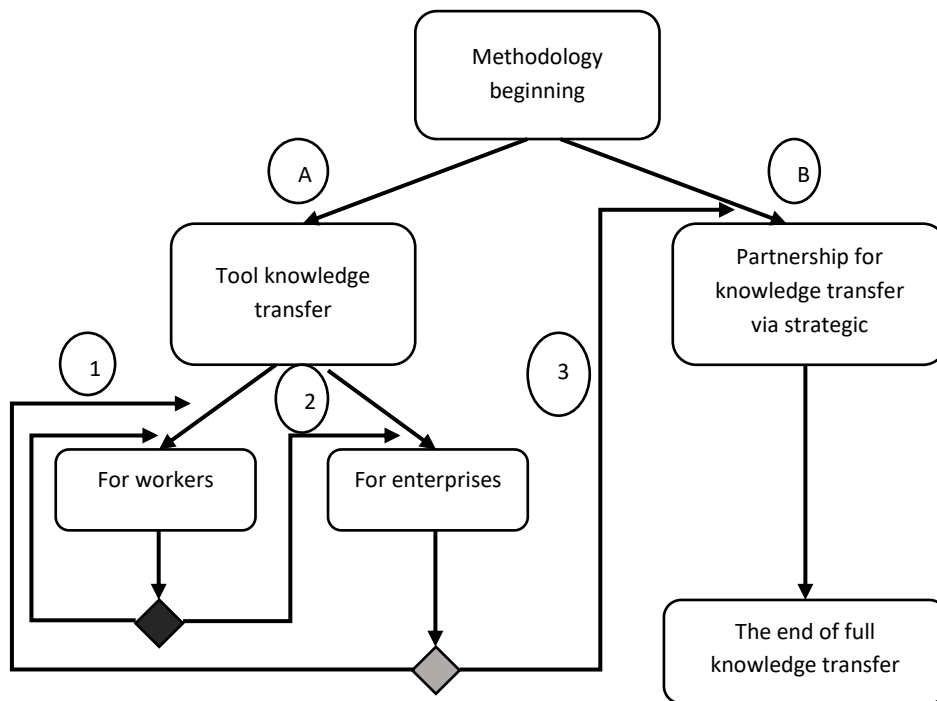 Methodology
beginning
A
B
Tool knowledge
transfer
Partnership for
knowledge transfer
via strategic
1
2
3
For workers
For enterprises
The end of full
knowledge transfer